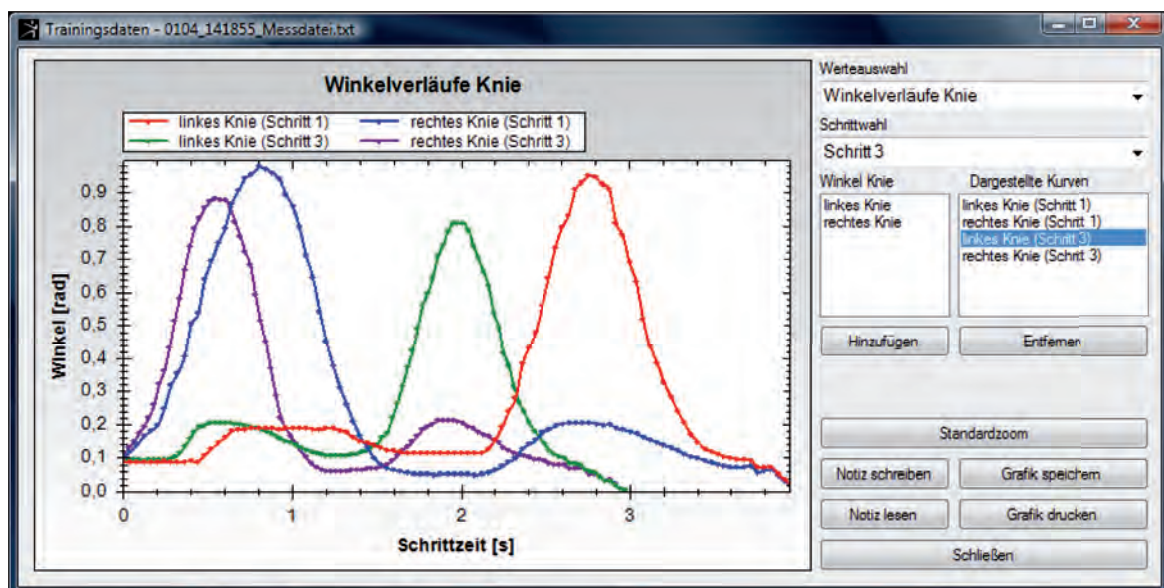 Trainingsdaten - 0104_141855_Messdatei.txt
Winkelverläufe Knie
linkes Knie (Schritt 1)
rechtes Knie (Schritt 1)
linkes Knie (Schritt 3)
rechtes Knie (Schritt 3)
Winkel [rad]
0.9
0.8
0.7
0.6
0.5
0.4
0.3
0.2
0.1
0.0
0
1
2
3
Schrittzeit [s]
Werteauswahl
Winkelverläufe Knie
Schrittwahl
Schritt 3
Winkel Knie
linkes Knie
rechtes Knie
Dargestellte Kurven
linkes Knie (Schritt 1)
rechtes Knie (Schritt 1)
linkes Knie (Schritt 3)
rechtes Knie (Schritt 3)
Hinzufügen
Entfernen
Standardzoom
Notiz schreiben
Grafik speichern
Notiz lesen
Grafik drucken
Schließen